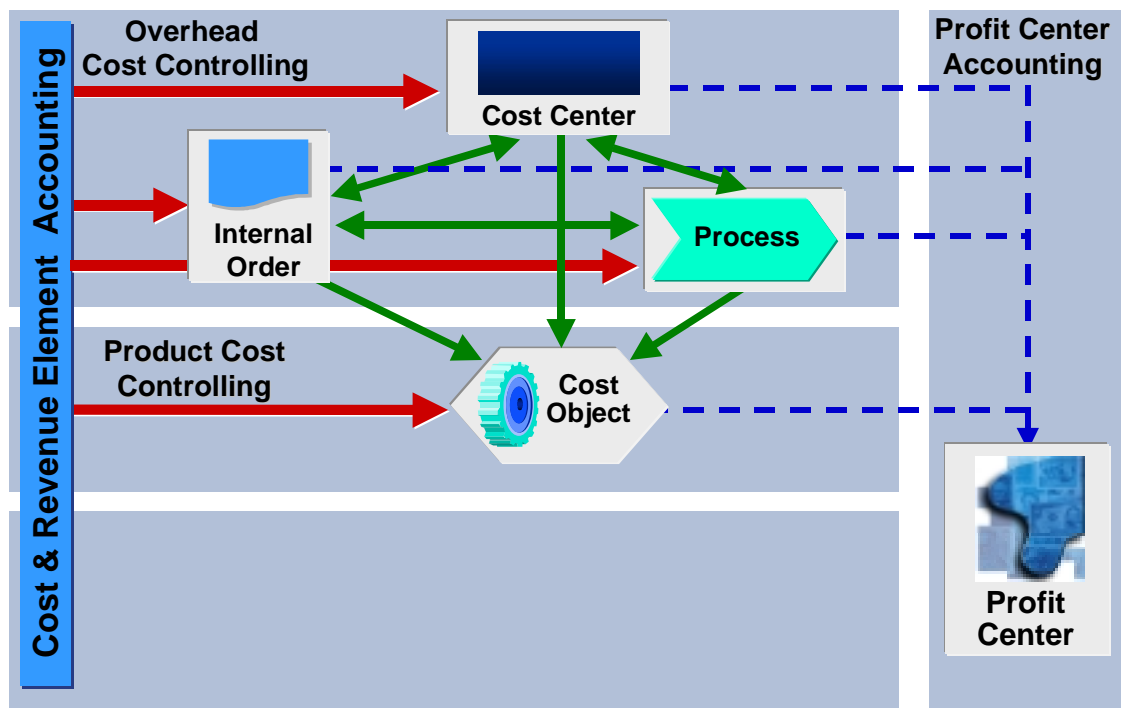 Cost & Revenue Element Accounting
Overhead
Cost Controlling
Cost Center
Internal
Order
Process
Product Cost
Controlling
Cost
Object
Profit Center
Accounting
Profit
Center